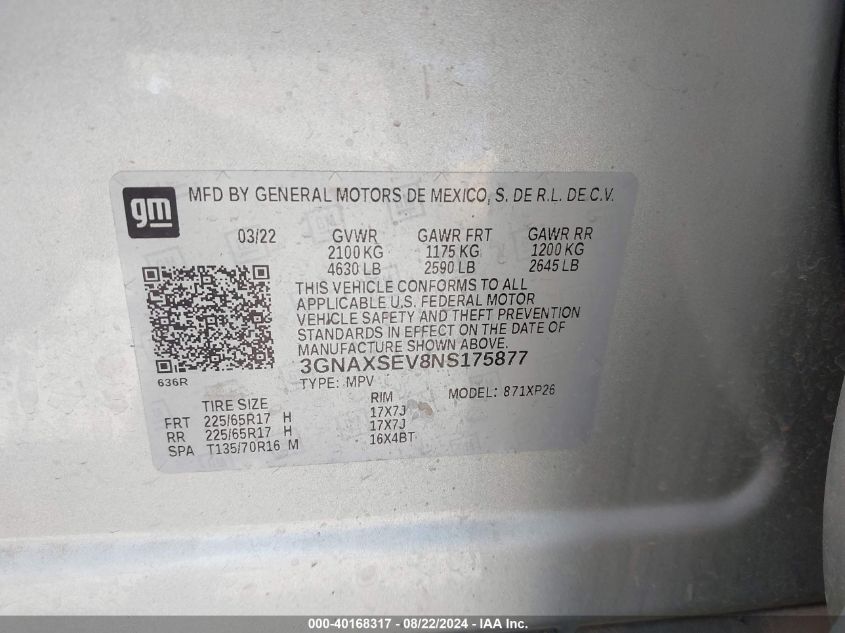 gm
MFD BY GENERAL MOTORS DE MEXICO, S. DE R.L. DE C.V.
03/22 GVWR GAWR FRT GAWR RR
2100 KG 1175 KG 1200 KG
4630 LB 2590 LB 2645 LB
THIS VEHICLE CONFORMS TO ALL
APPLICABLE U.S. FEDERAL MOTOR
VEHICLE SAFETY AND THEFT PREVENTION
STANDARDS IN EFFECT ON THE DATE OF
MANUFACTURE SHOWN ABOVE.
3GNAXSEV8NS175877
636R
TYPE: MPV
MODEL: 871XP26
TIRE SIZE RIM
FRT 225/65R17 H 17X7J
RR 225/65R17 H 17X7J
SPA T135/70R16 M 16X4BT
000-40168317 - 08/22/2024 - IAA Inc.